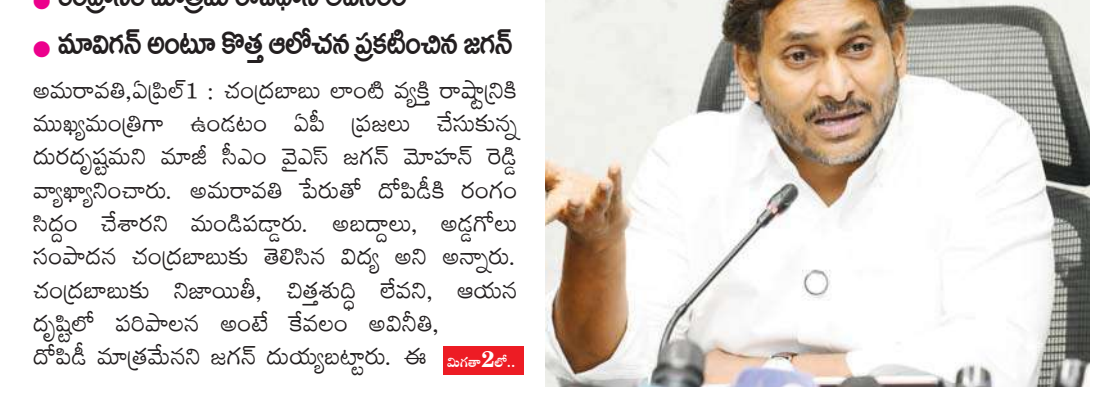 ● మావిగన్ అంటూ కొత్త ఆలోచన ప్రకటించిన జగన్
అమరావతి,ఏప్రిల్1 : చంద్రబాబు లాంటి వ్యక్తి రాష్ట్రానికి
ముఖ్యమంత్రిగా ఉండటం ఏపీ ప్రజలు చేసుకున్న
దురదృష్టమని మాజీ సీఎం వైఎస్ జగన్ మోహన్ రెడ్డి
వ్యాఖ్యానించారు. అమరావతి పేరుతో దోపిడీకి రంగం
సిద్దం చేశారని మండిపడ్డారు. అబద్దాలు, అడ్డగోలు
సంపాదన చంద్రబాబుకు తెలిసిన విద్య అని అన్నారు.
చంద్రబాబుకు నిజాయితీ, చిత్తశుద్ధి లేవని, ఆయన
దృష్టిలో పరిపాలన అంటే కేవలం అవినీతి,
దోపిడీ మాత్రమేనని జగన్ దుయ్యబట్టారు. ఈ మిగతా2లో..